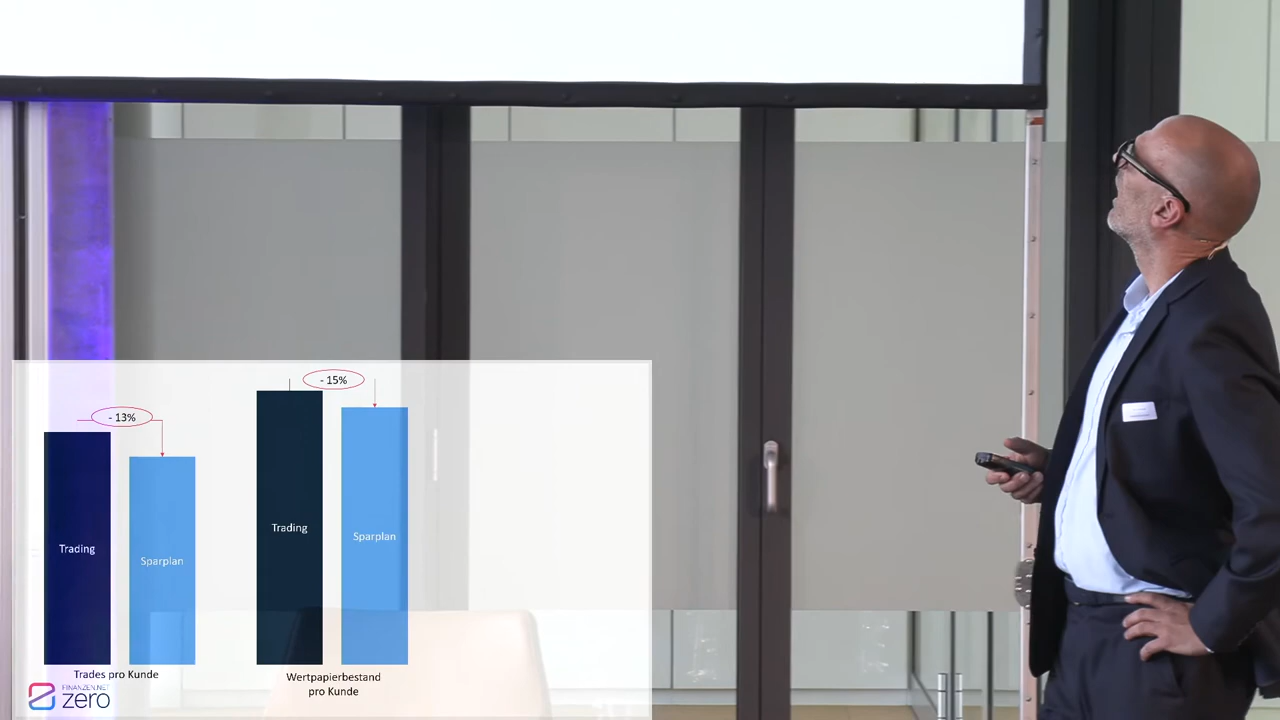 - 13%
- 15%
Trading
Sparplan
Trading
Sparplan
Trades pro Kunde
Wertpapierbestand
pro Kunde
FINANZEN.NET
zero